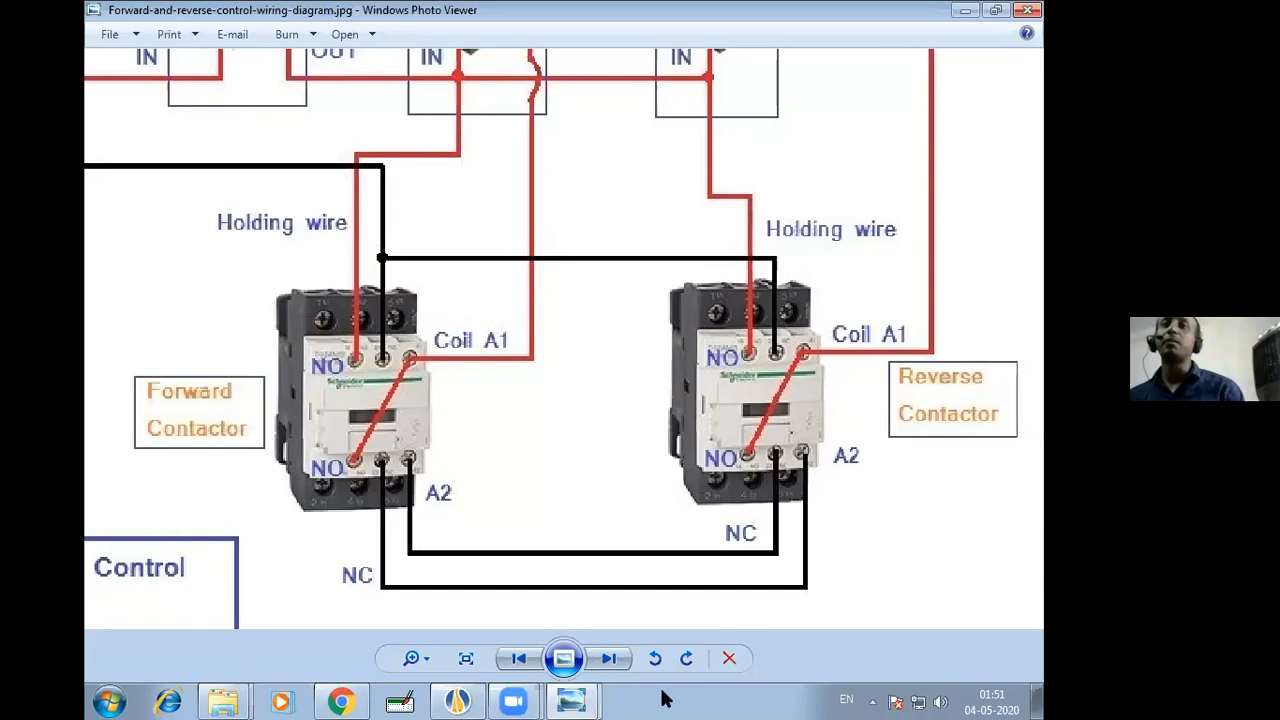 Forward-and-reverse-control-wiring-diagram.jpg - Windows Photo Viewer
File Print E-mail Burn Open
IN OUT IN IN
Holding wire
Holding wire
Coil A1
Coil A1
NO
NO
Schneider
Schneider
Forward
Contactor
Reverse
Contactor
NO
NO
A2
A2
NC
NC
Control
EN
01:51
04-05-2020